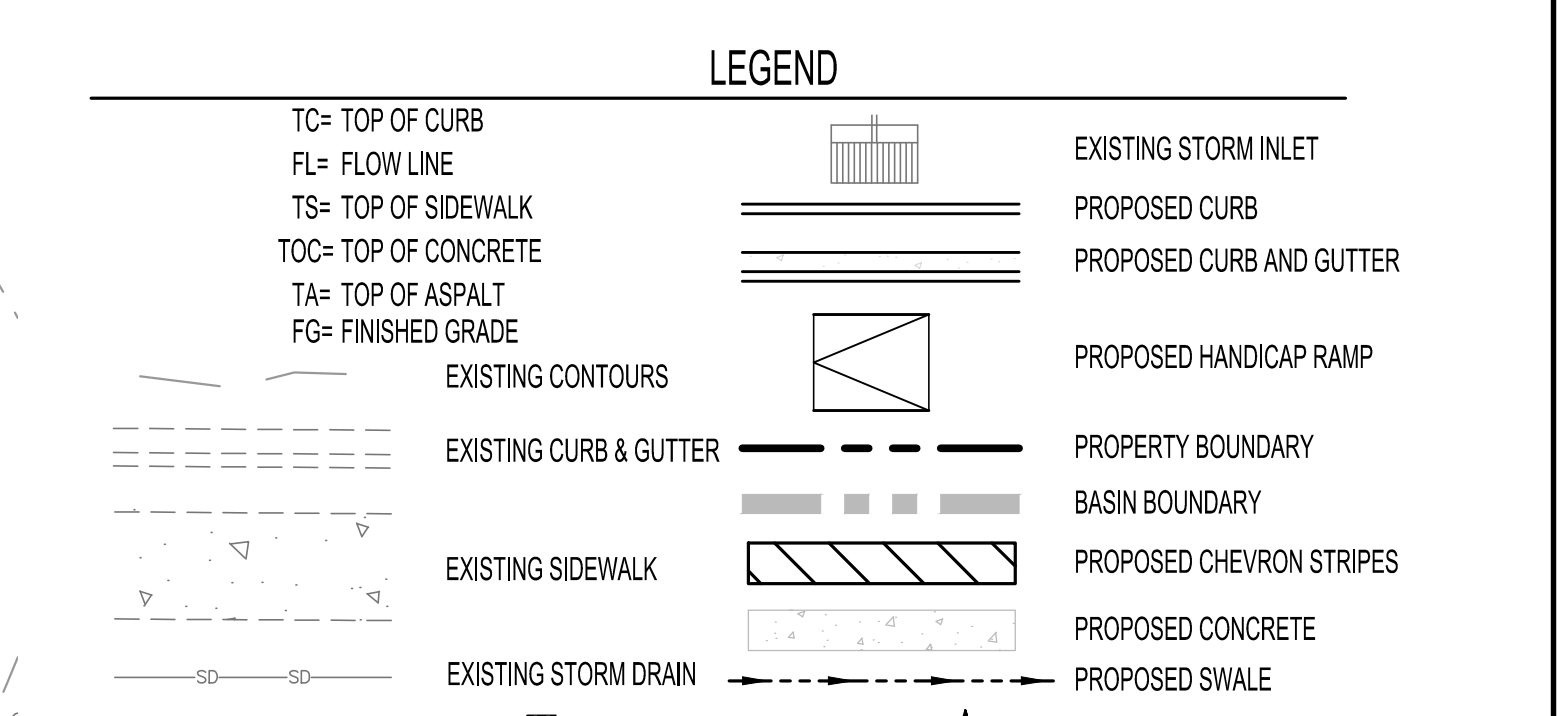 LEGEND
TC= TOP OF CURB
FL= FLOW LINE
TS= TOP OF SIDEWALK
TOC= TOP OF CONCRETE
TA= TOP OF ASPALT
FG= FINISHED GRADE
EXISTING CONTOURS
EXISTING CURB & GUTTER
EXISTING SIDEWALK
SD SD
EXISTING STORM DRAIN
EXISTING STORM INLET
PROPOSED CURB
PROPOSED CURB AND GUTTER
PROPOSED HANDICAP RAMP
PROPERTY BOUNDARY
BASIN BOUNDARY
PROPOSED CHEVRON STRIPES
PROPOSED CONCRETE
PROPOSED SWALE